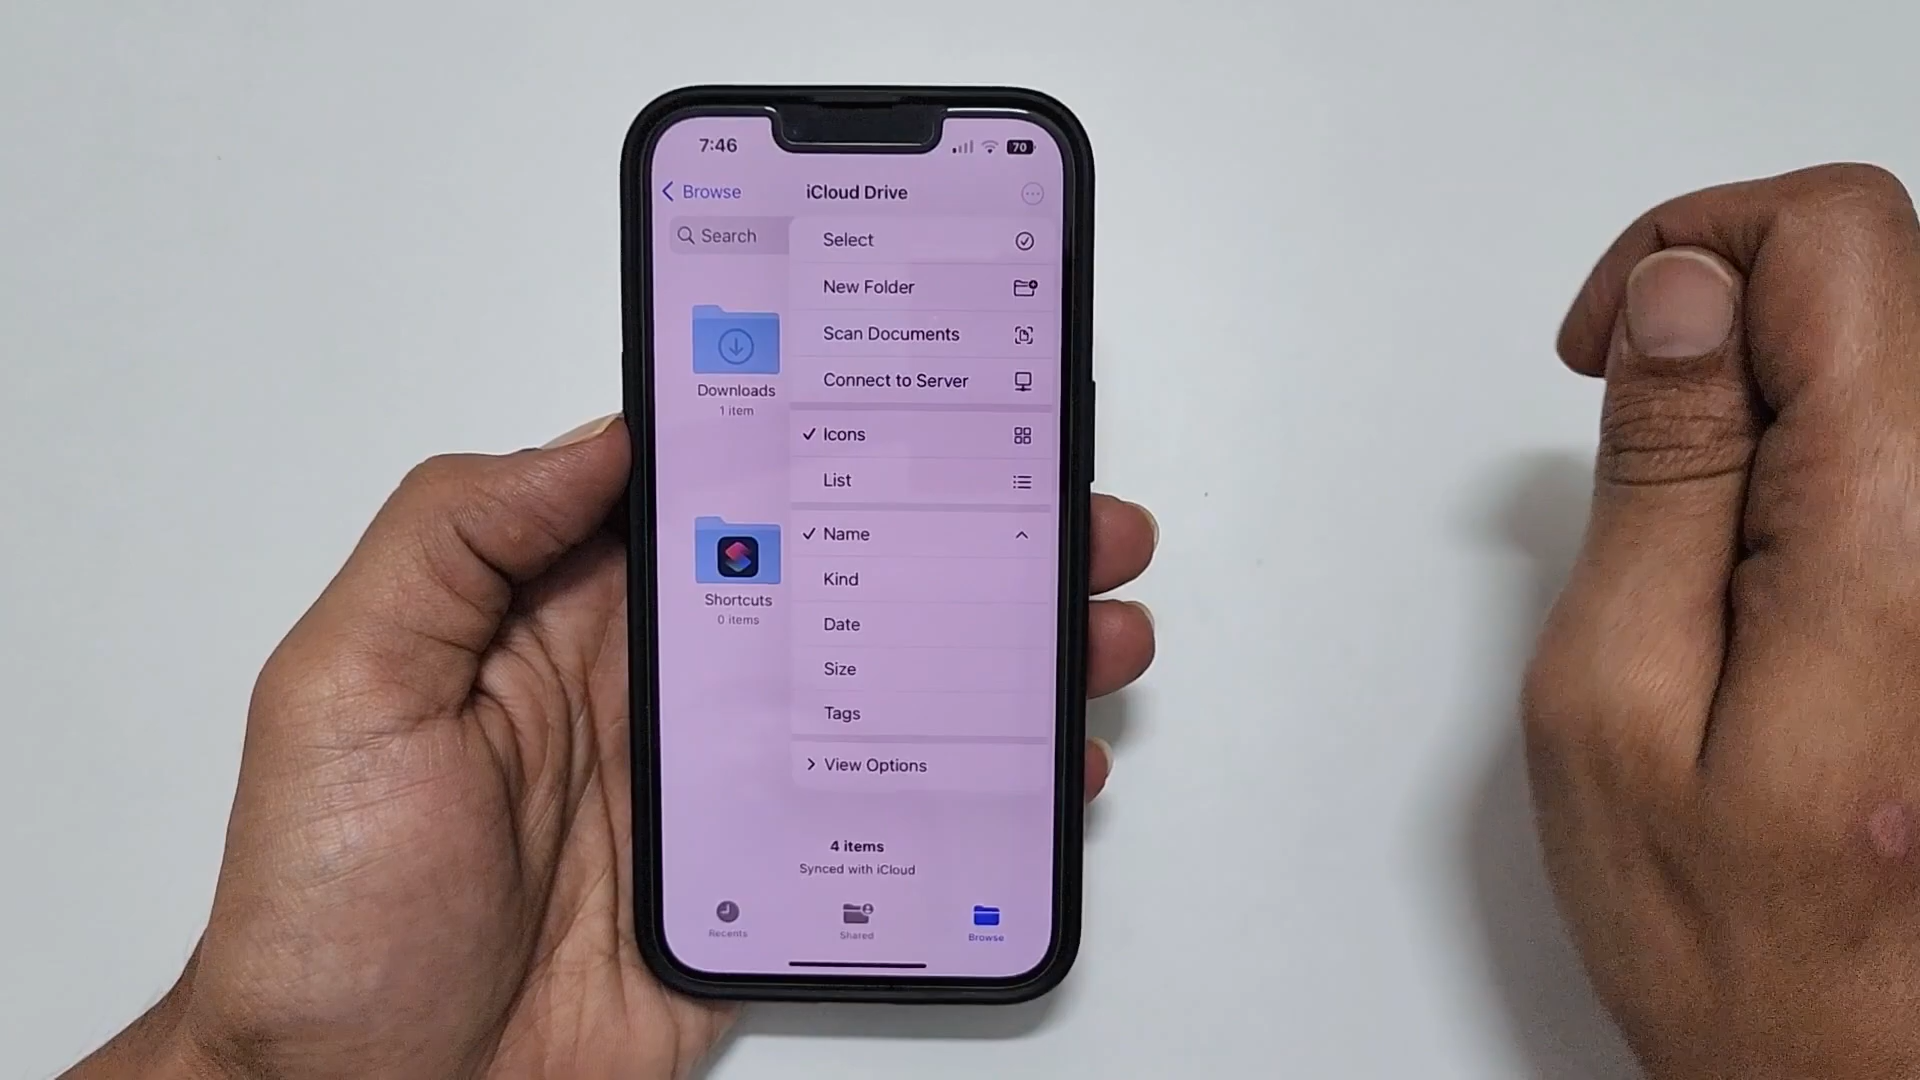 7:46
70
Browse
iCloud Drive
Search
Select
New Folder
Scan Documents
Connect to Server
Downloads
1 item
Icons
List
Shortcuts
0 items
Name
Kind
Date
Size
Tags
View Options
4 items
Synced with iCloud
Recents
Shared
Browse